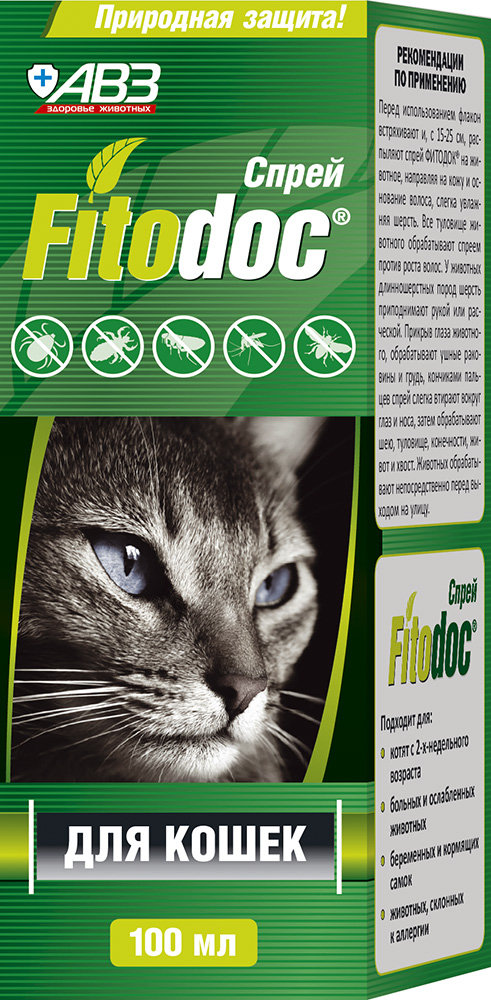 Природная защита!
АВЗ
здоровье животных
Спрей
Fitodoc®
ДЛЯ КОШЕК
100 мл
РЕКОМЕНДАЦИИ
ПО ПРИМЕНЕНИЮ
Перед использованием флакон
встряхивают и, с 15-25 см, рас-
пыляют спрей ФИТОДОК® на жи-
вотное, направляя на кожу и ос-
нование волоса, слегка увлаж-
няя шерсть. Все туловище жи-
вотного обрабатывают спреем
против роста волос. У животных
длинношерстных пород шерсть
приподнимают рукой или рас-
ческой. Прикрыв глаза животно-
го, обрабатывают ушные рако-
вины и грудь, кончиками паль-
цев спрей слегка втирают вокруг
глаз и носа, затем обрабатывают
шею, туловище, конечности, жи-
вот и хвост. Животных обрабаты-
вают непосредственно перед вы-
ходом на улицу.
Спрей
Fitodoc®
Подходит для:
• котят с 2-х-недельного
возраста
• больных и ослабленных
животных
• беременных и кормящих
самок
• животных, склонных
к аллергии